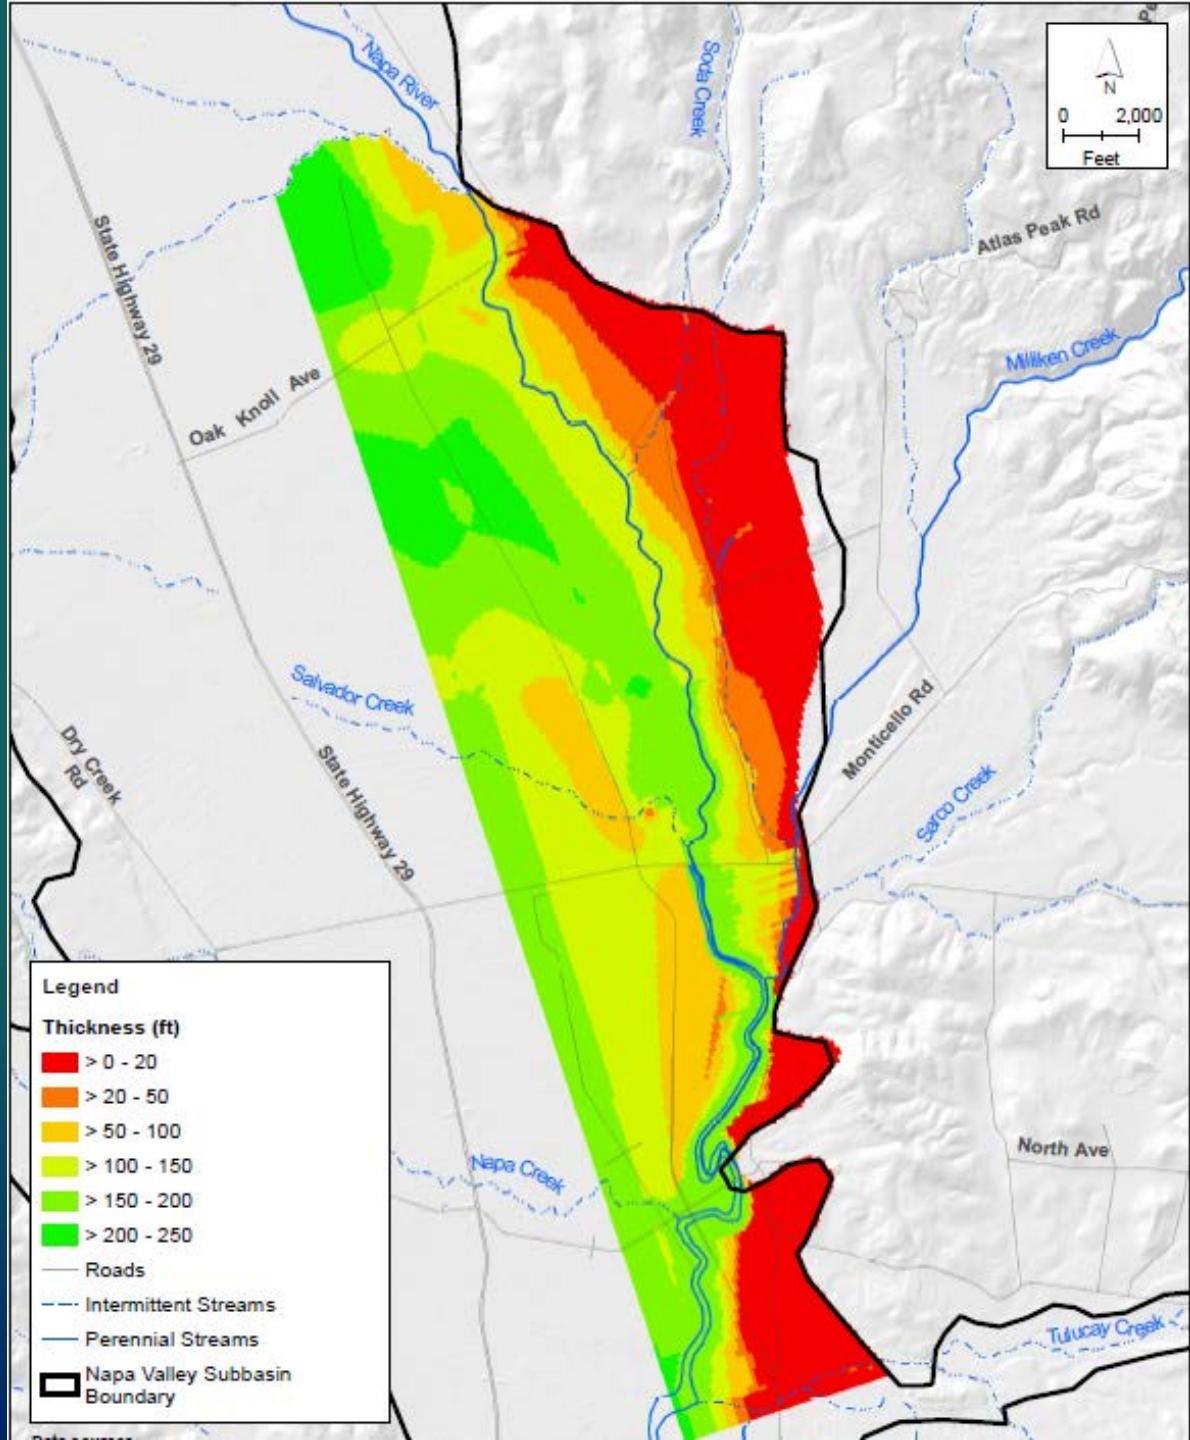 Napa River
Soda Creek
N
0 2,000
Feet
Atlas Peak Rd
State Highway 29
Milliken Creek
Oak Knoll Ave
Salvador Creek
Dry Creek
Rd
State Highway 29
Monticello Rd
Sarco Creek
Legend
Thickness (ft)
> 0 - 20
> 20 - 50
> 50 - 100
> 100 - 150
> 150 - 200
> 200 - 250
Roads
Intermittent Streams
Perennial Streams
Napa Valley Subbasin
Boundary
Napa Creek
North Ave
Tulucay Creek